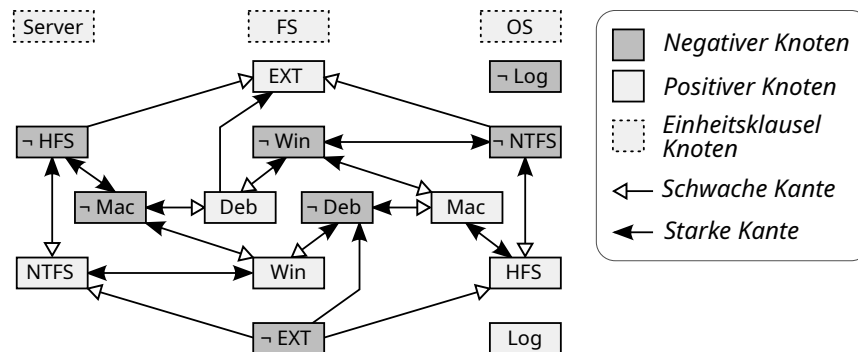 Server FS OS
EXT ¬ Log
¬ HFS ¬ Win ¬ NTFS
¬ Mac Deb ¬ Deb Mac
NTFS Win HFS
¬ EXT Log
Negativer Knoten
Positiver Knoten
Einheitsklausel
Knoten
Schwache Kante
Starke Kante